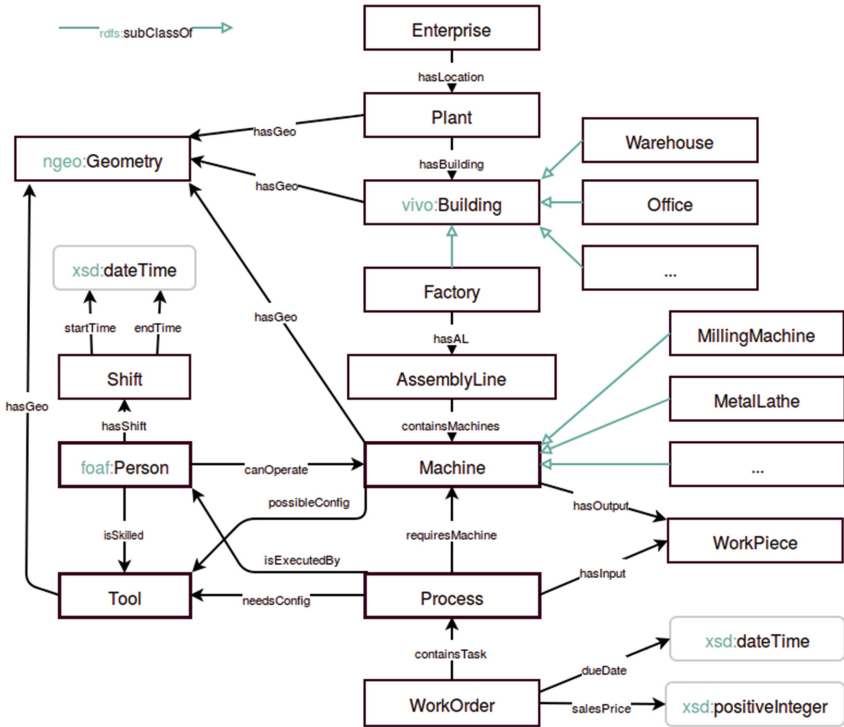 rdfs:subClassOf
Enterprise
hasLocation
Plant
hasGeo
ngeo:Geometry
hasBuilding
Warehouse
hasGeo
vivo:Building
Office
...
xsd:dateTime
Factory
startTime
endTime
hasGeo
hasAL
MillingMachine
Shift
AssemblyLine
hasGeo
MetalLathe
hasShift
containsMachines
foaf:Person
canOperate
Machine
...
possibleConfig
hasOutput
isSkilled
requiresMachine
WorkPiece
isExecutedBy
hasInput
Tool
needsConfig
Process
containsTask
xsd:dateTime
dueDate
WorkOrder
salesPrice
xsd:positiveInteger